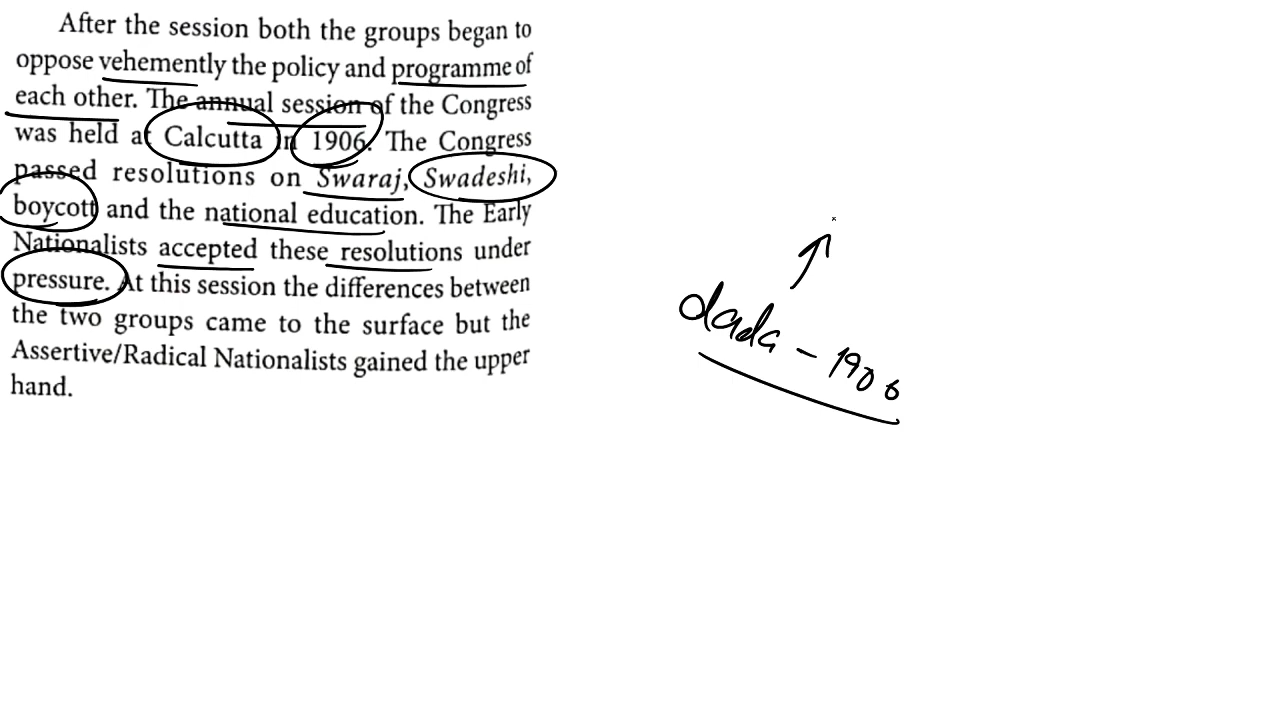 After the session both the groups began to
oppose vehemently the policy and programme of
each other. The annual session of the Congress
was held at Calcutta in 1906. The Congress
passed resolutions on Swaraj, Swadeshi,
boycott and the national education. The Early
Nationalists accepted these resolutions under
pressure. At this session the differences between
the two groups came to the surface but the
Assertive/Radical Nationalists gained the upper
hand.
dada - 1906